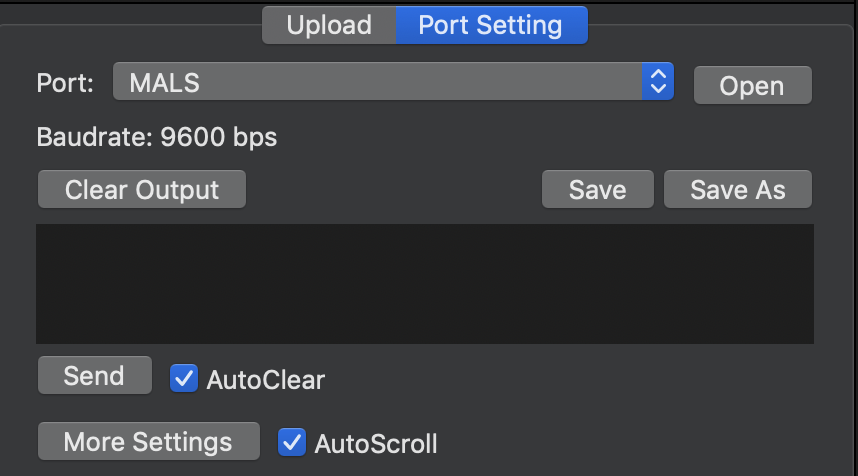 Upload Port Setting
Port: MALS Open
Baudrate: 9600 bps
Clear Output Save Save As
Send AutoClear
More Settings AutoScroll